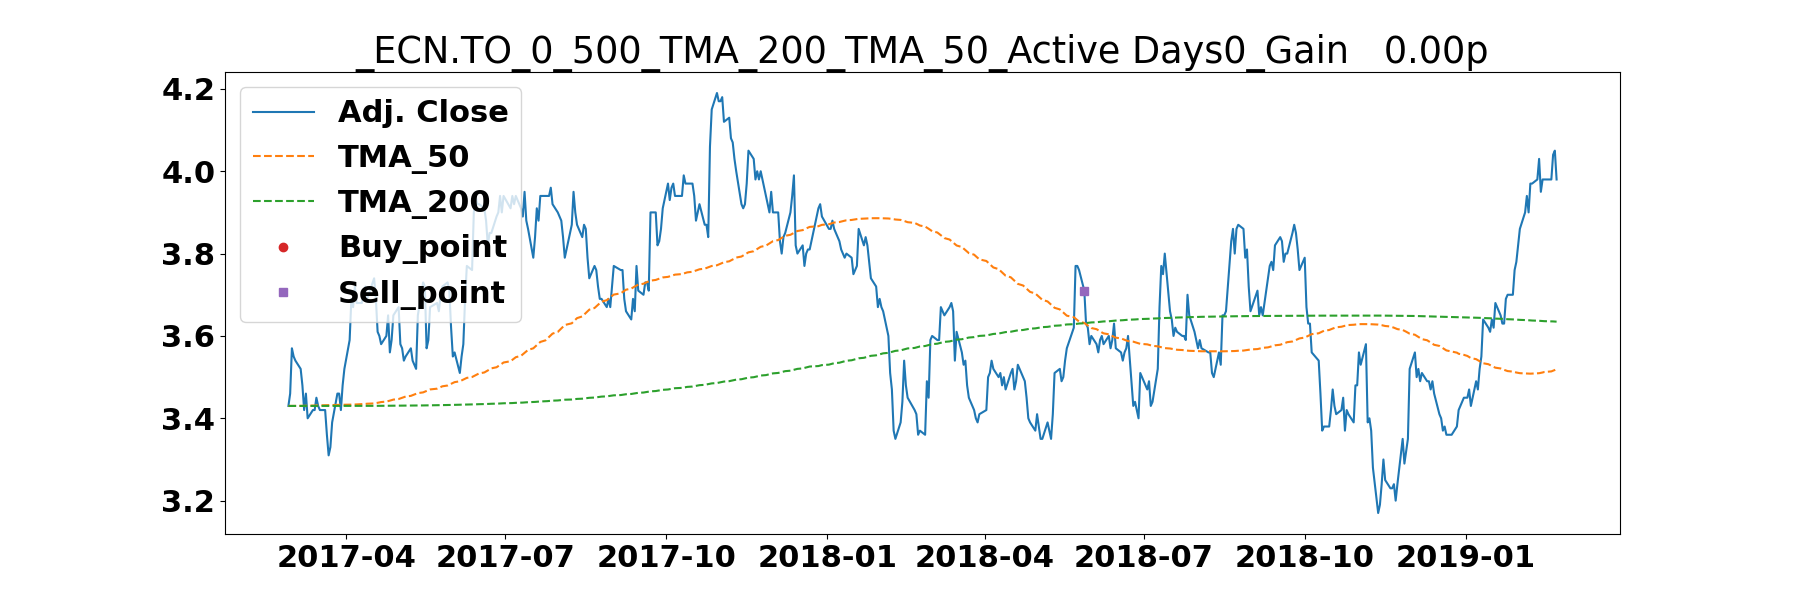 _ECN.TO_0_500_TMA_200_TMA_50_Active Days0_Gain   0.00p
4.2
4.0
3.8
3.6
3.4
3.2
Adj. Close
TMA_50
TMA_200
Buy_point
Sell_point
2017-04 2017-07 2017-10 2018-01 2018-04 2018-07 2018-10 2019-01